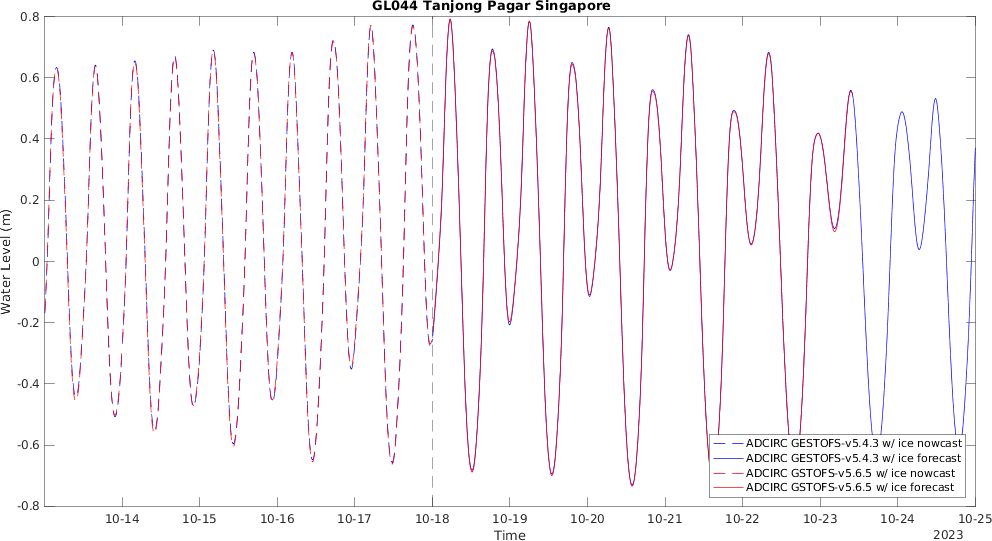 GL044 Tanjong Pagar Singapore
0.8
0.6
0.4
0.2
0
-0.2
-0.4
-0.6
-0.8
Water Level (m)
ADCIRC GESTOFS-v5.4.3 w/ ice nowcast
ADCIRC GESTOFS-v5.4.3 w/ ice forecast
ADCIRC GSTOFS-v5.6.5 w/ ice nowcast
ADCIRC GSTOFS-v5.6.5 w/ ice forecast
10-14 10-15 10-16 10-17 10-18 10-19 10-20 10-21 10-22 10-23 10-24 10-25
Time
2023